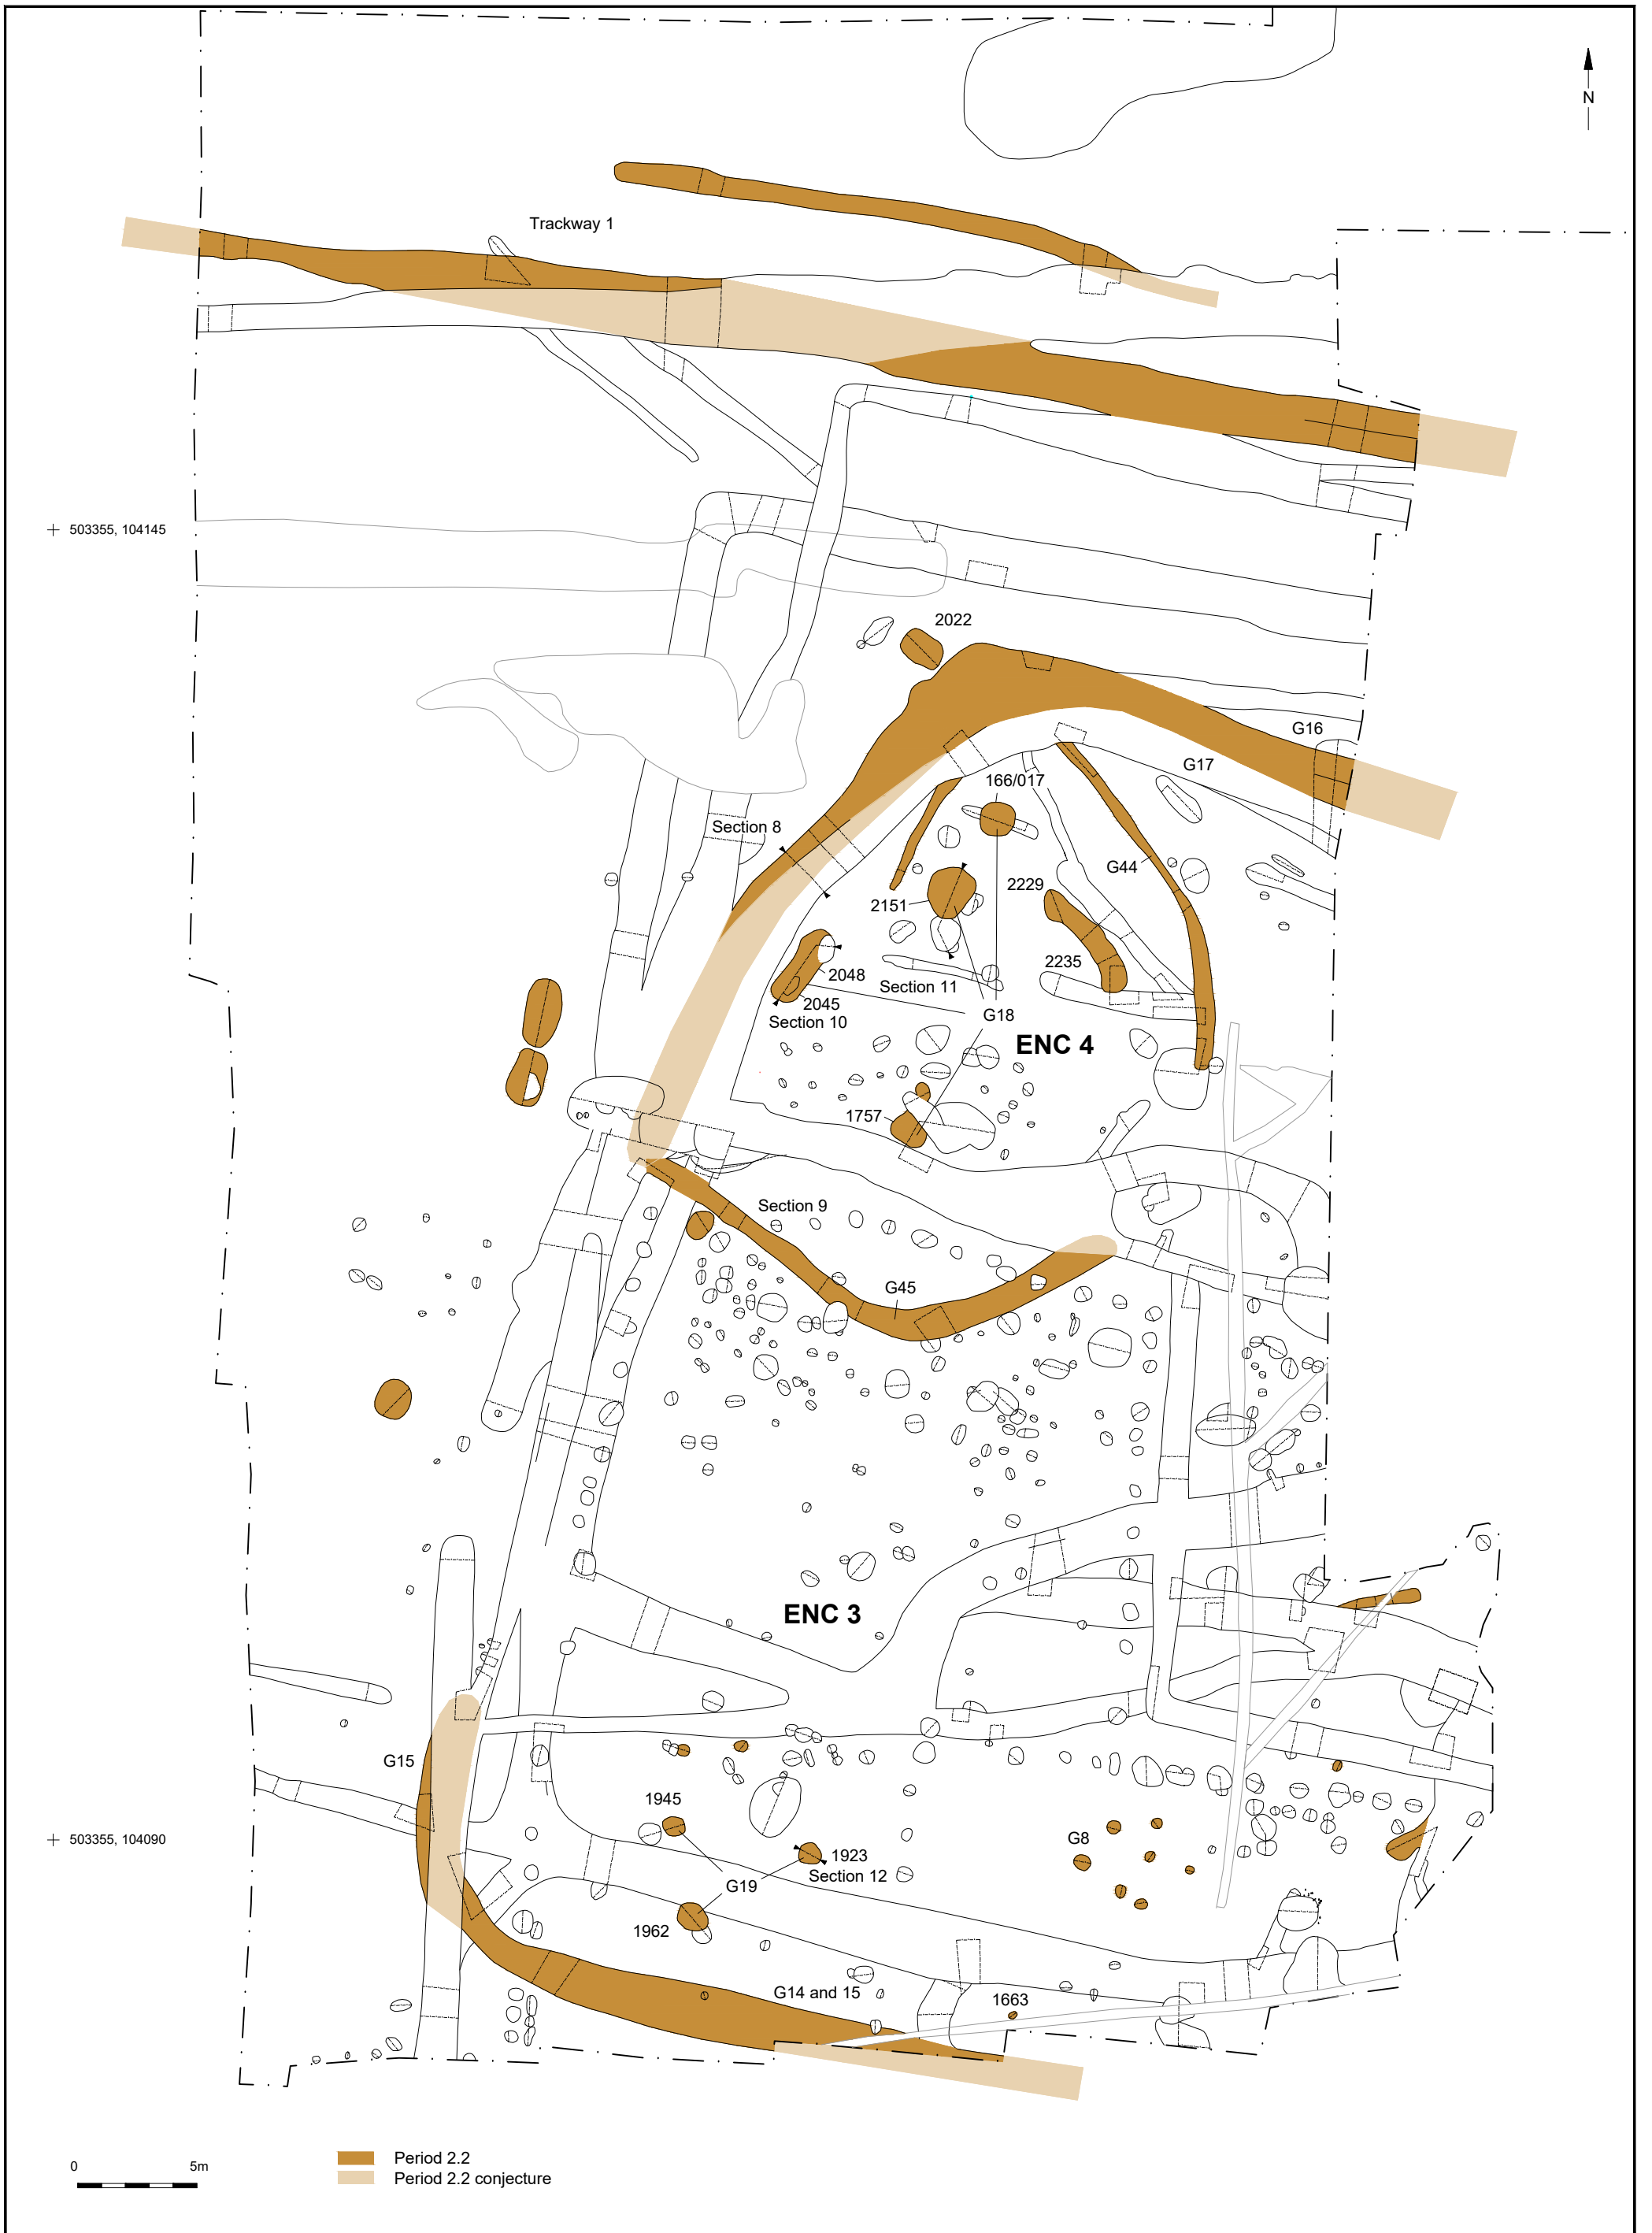 N
Trackway 1
503355, 104145
2022
G16
G17
166/017
Section 8
G44
2229
2151
2235
2048
Section 11
2045
Section 10
G18
ENC 4
1757
Section 9
G45
ENC 3
G15
1945
G8
503355, 104090
1923
Section 12
G19
1962
G14 and 15
1663
0 5m
Period 2.2
Period 2.2 conjecture